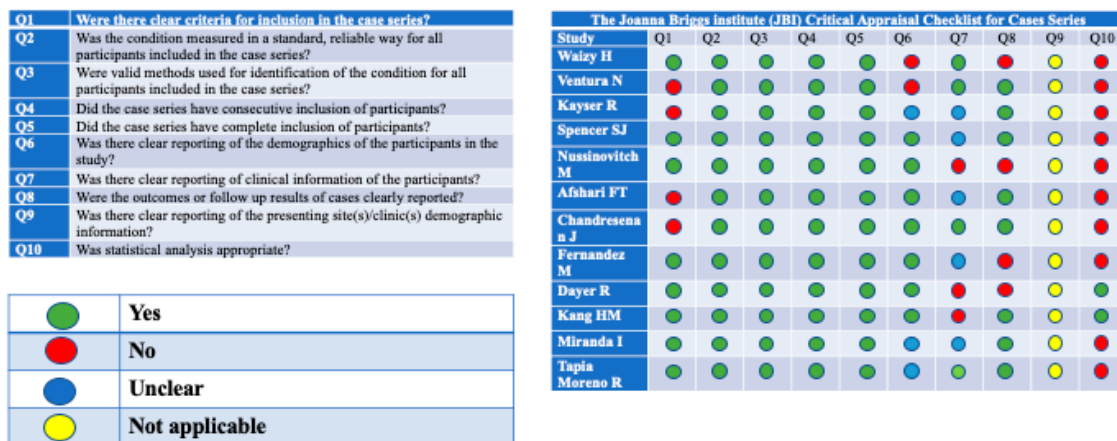 Q1 Were there clear criteria for inclusion in the case series?
Q2 Was the condition measured in a standard, reliable way for all
participants included in the case series?
Q3 Were valid methods used for identification of the condition for all
participants included in the case series?
Q4 Did the case series have consecutive inclusion of participants?
Q5 Did the case series have complete inclusion of participants?
Q6 Was there clear reporting of the demographics of the participants in the
study?
Q7 Was there clear reporting of clinical information of the participants?
Q8 Were the outcomes or follow up results of cases clearly reported?
Q9 Was there clear reporting of the presenting site(s)/clinic(s) demographic
information?
Q10 Was statistical analysis appropriate?
Yes
No
Unclear
Not applicable
The Joanna Briggs institute (JBI) Critical Appraisal Checklist for Cases Series
Study Q1 Q2 Q3 Q4 Q5 Q6 Q7 Q8 Q9 Q10
Waizy H
Ventura N
Kayser R
Spencer SJ
Nussinovitch
M
Afshari FT
Chandresena
n J
Fernandez
M
Dayer R
Kang HM
Miranda I
Tapia
Moreno R